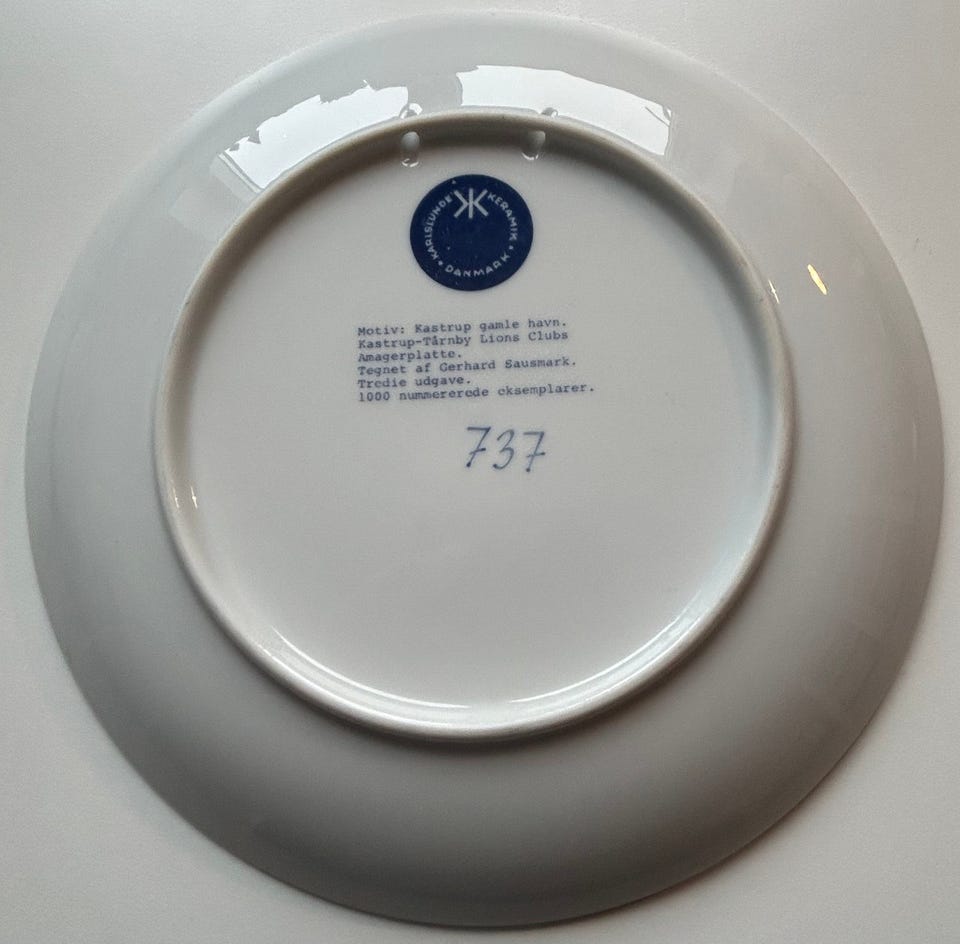 KARLSLUNDE KERAMIK
DANMARK
Motiv: Kastrup gamle havn.
Kastrup-Tårnby Lions Clubs
Amagerplatte.
Tegnet af Gerhard Sausmark.
Tredie udgave.
1000 nummererede eksemplarer.
737